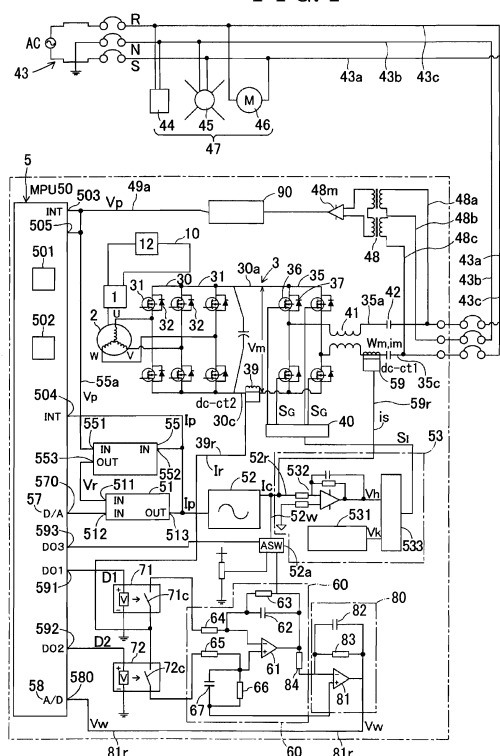 R
AC
N
43
S
43a
43b
43c
M
44
45
46
47
5
MPU50
503
49a
90
48m
48a
INT
Vp
505
48b
48
48c
10
12
501
30
31
30a
3
36
35
37
43a
43b
43c
31
1
35a
42
502
U
32
32
41
2
W
V
Vm
39
Wm,im
dc-ct1
59
35c
55a
dc-ct2
30c
504
Vp
SG
SG
40
59r
INT
Ip
39r
is
551
55
Ir
SI
53
IN
IN
553
OUT
552
570
Vr
511
51
52
Ic
52r
532
57
IN
Ip
Vh
D/A
IN
OUT
52w
531
593
512
513
Vk
533
DO3
ASW
52a
DO1
D1
71
60
591
V
71c
64
63
80
62
82
592
D2
72
65
83
DO2
72c
61
84
580
V
81
58
A/D
67
66
Vw
Vw
81r
60
81r